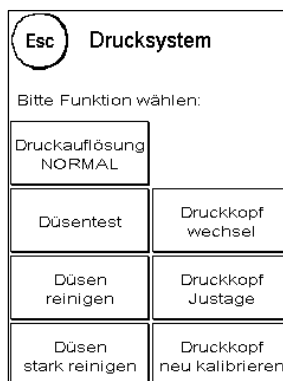 Esc Drucksystem
Bitte Funktion wählen:
Druckauflösung
NORMAL
Düsentest
Druckkopf
wechsel
Düsen
reinigen
Druckkopf
Justage
Düsen
stark reinigen
Druckkopf
neu kalibrieren